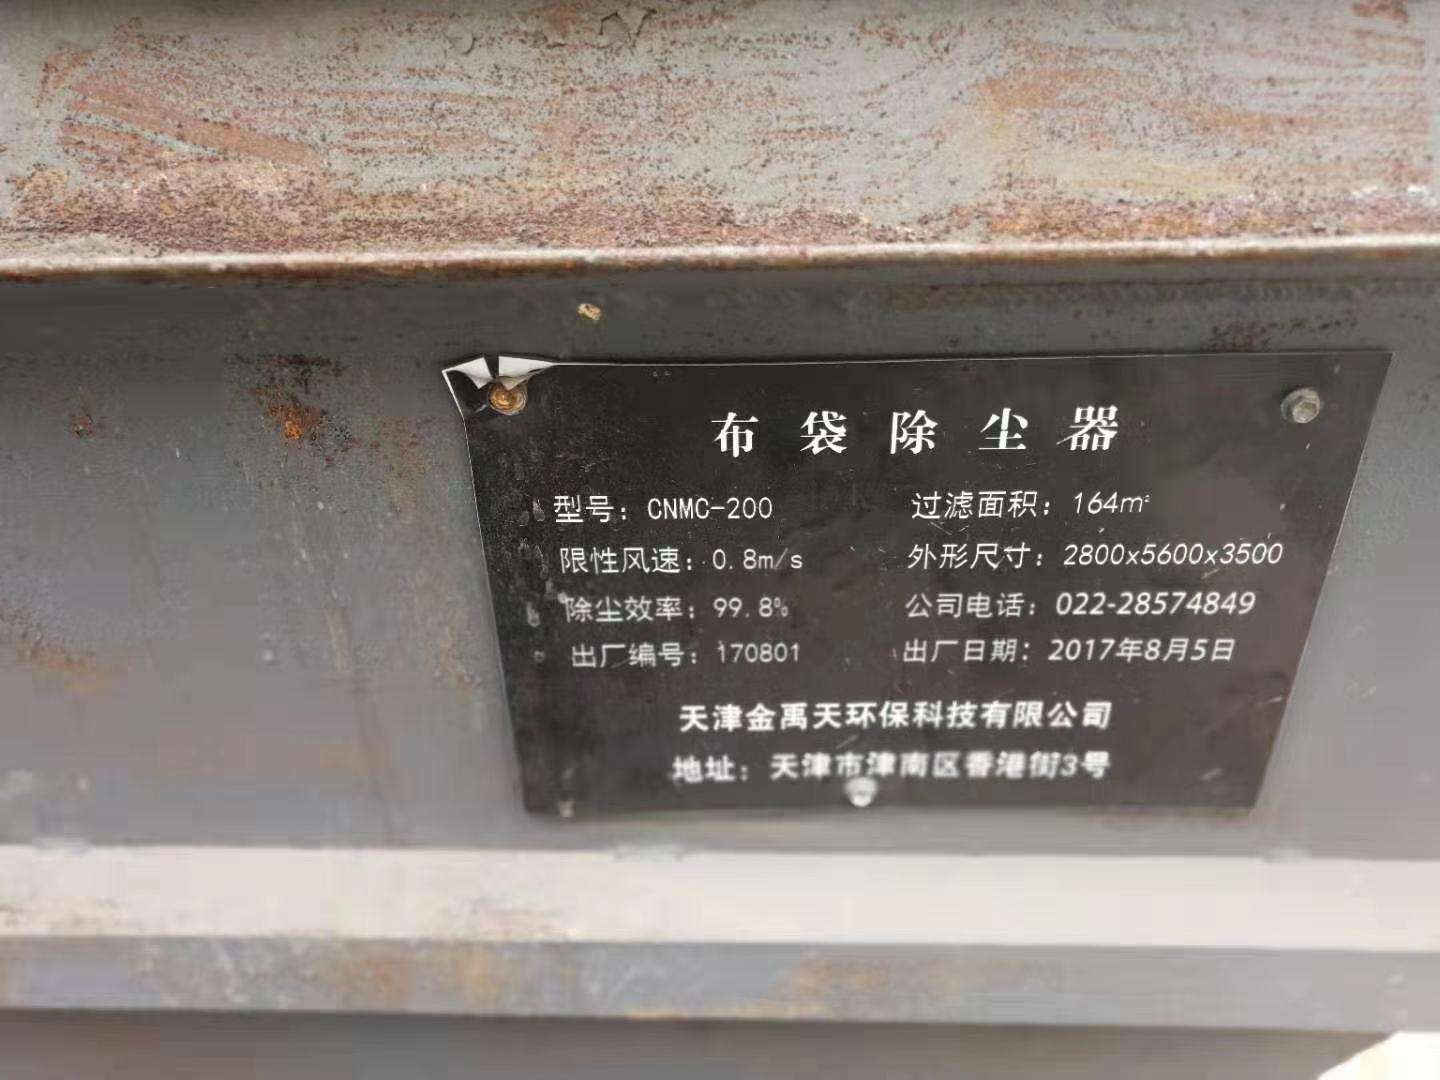 布袋除尘器
型号：CNMC-200 过滤面积：164m²
限性风速：0.8m/s 外形尺寸：2800x5600x3500
除尘效率：99.8% 公司电话：022-28574849
出厂编号：170801 出厂日期：2017年8月5日
天津金禹天环保科技有限公司
地址：天津市津南区香港街3号